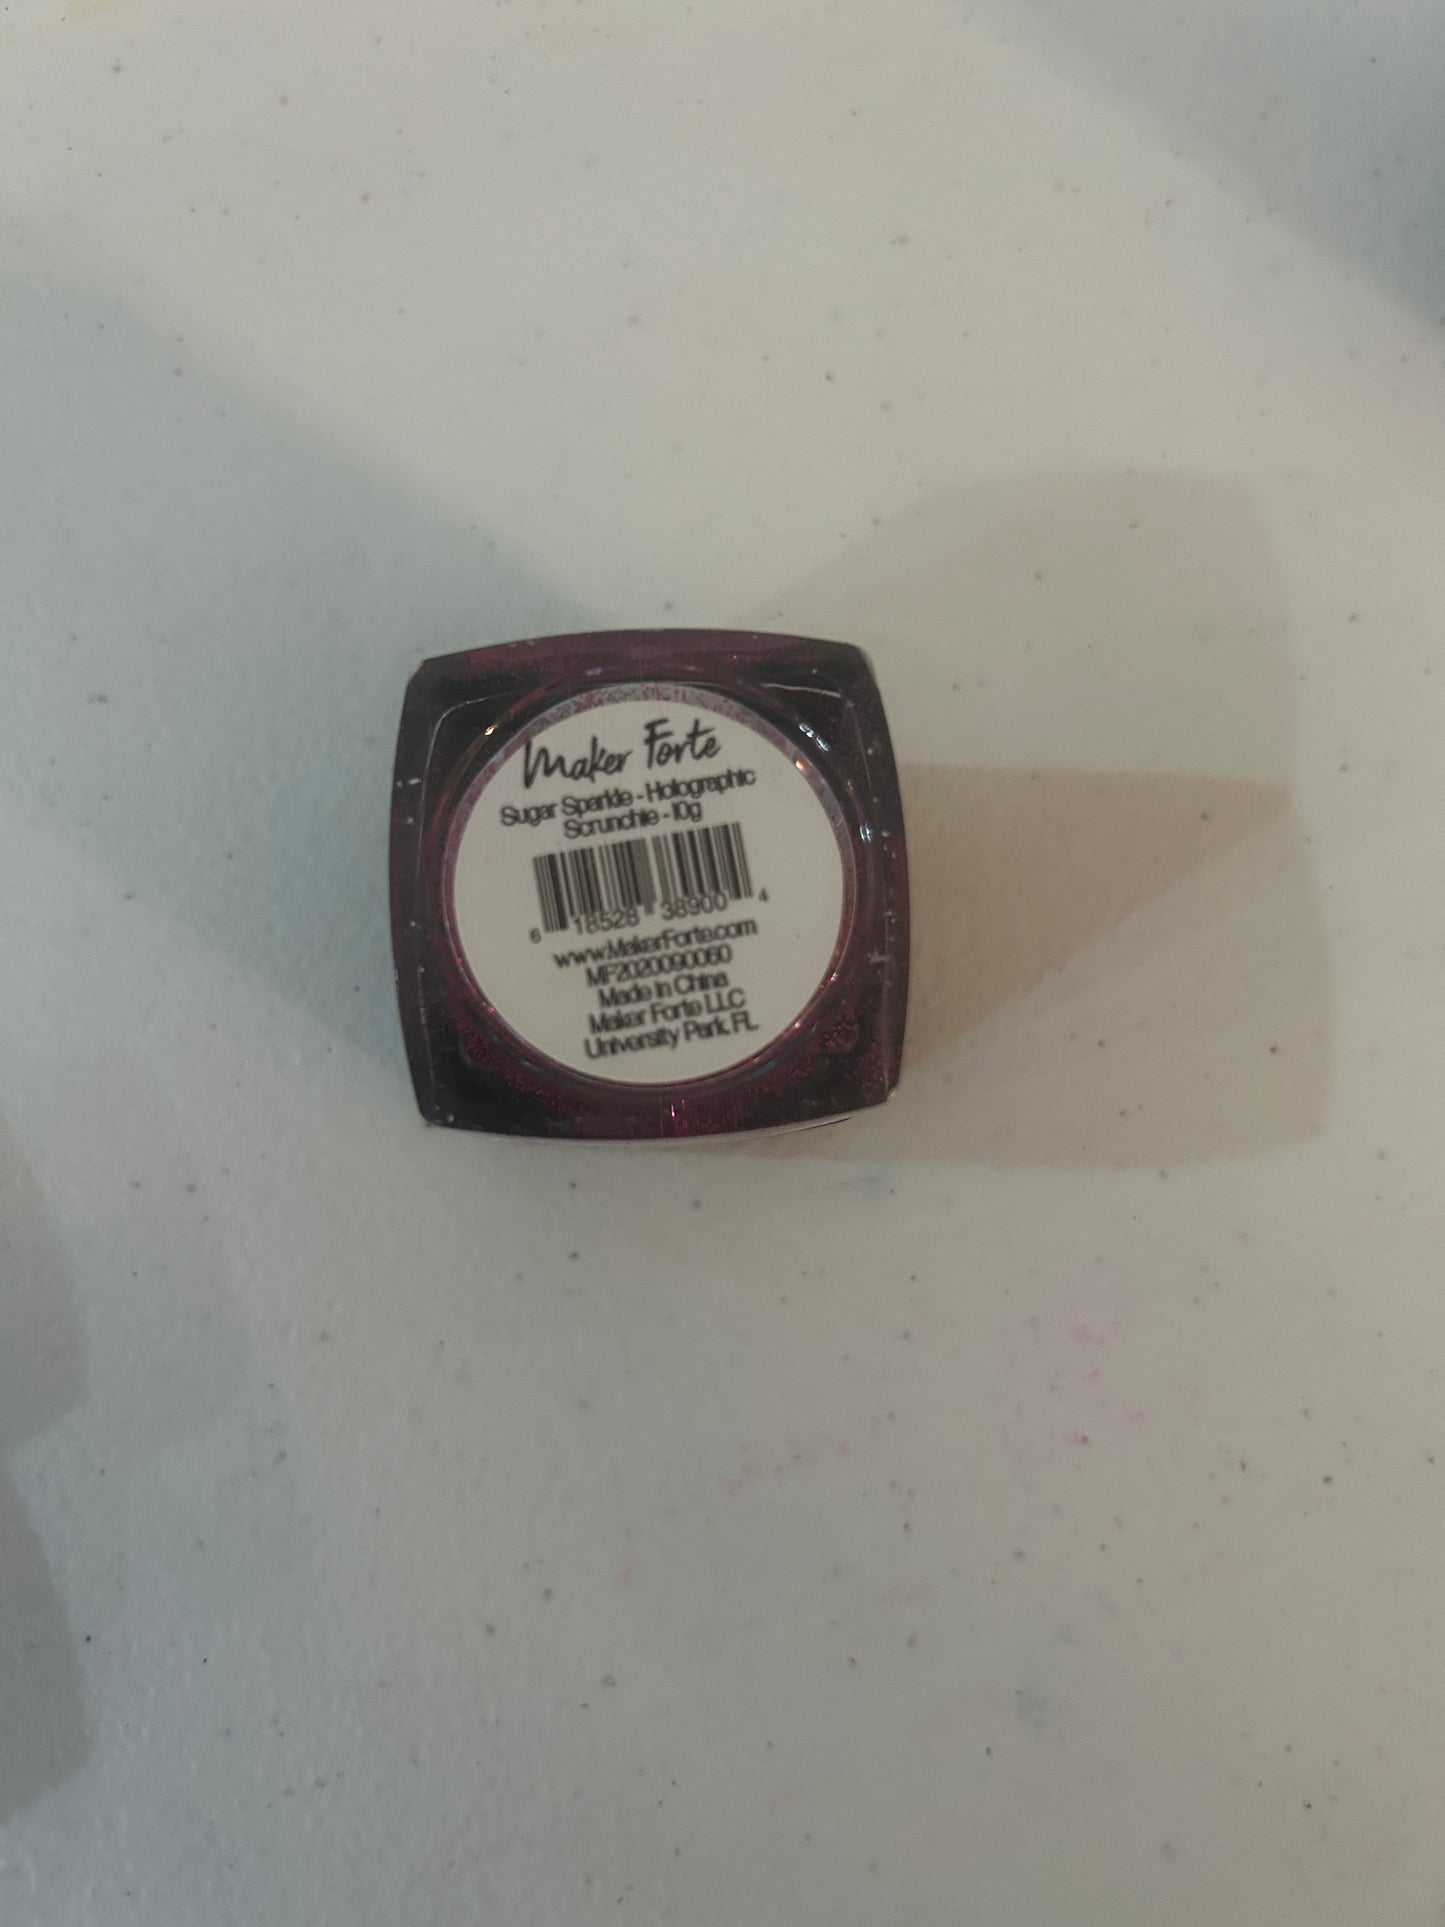 Maker Forte
Sugar Sparkle - Holographic
Scrunchie - 10g
6 18528 38900 4
www.MakerForte.com
MF2020090060
Made in China
Maker Forte LLC
University Park, FL